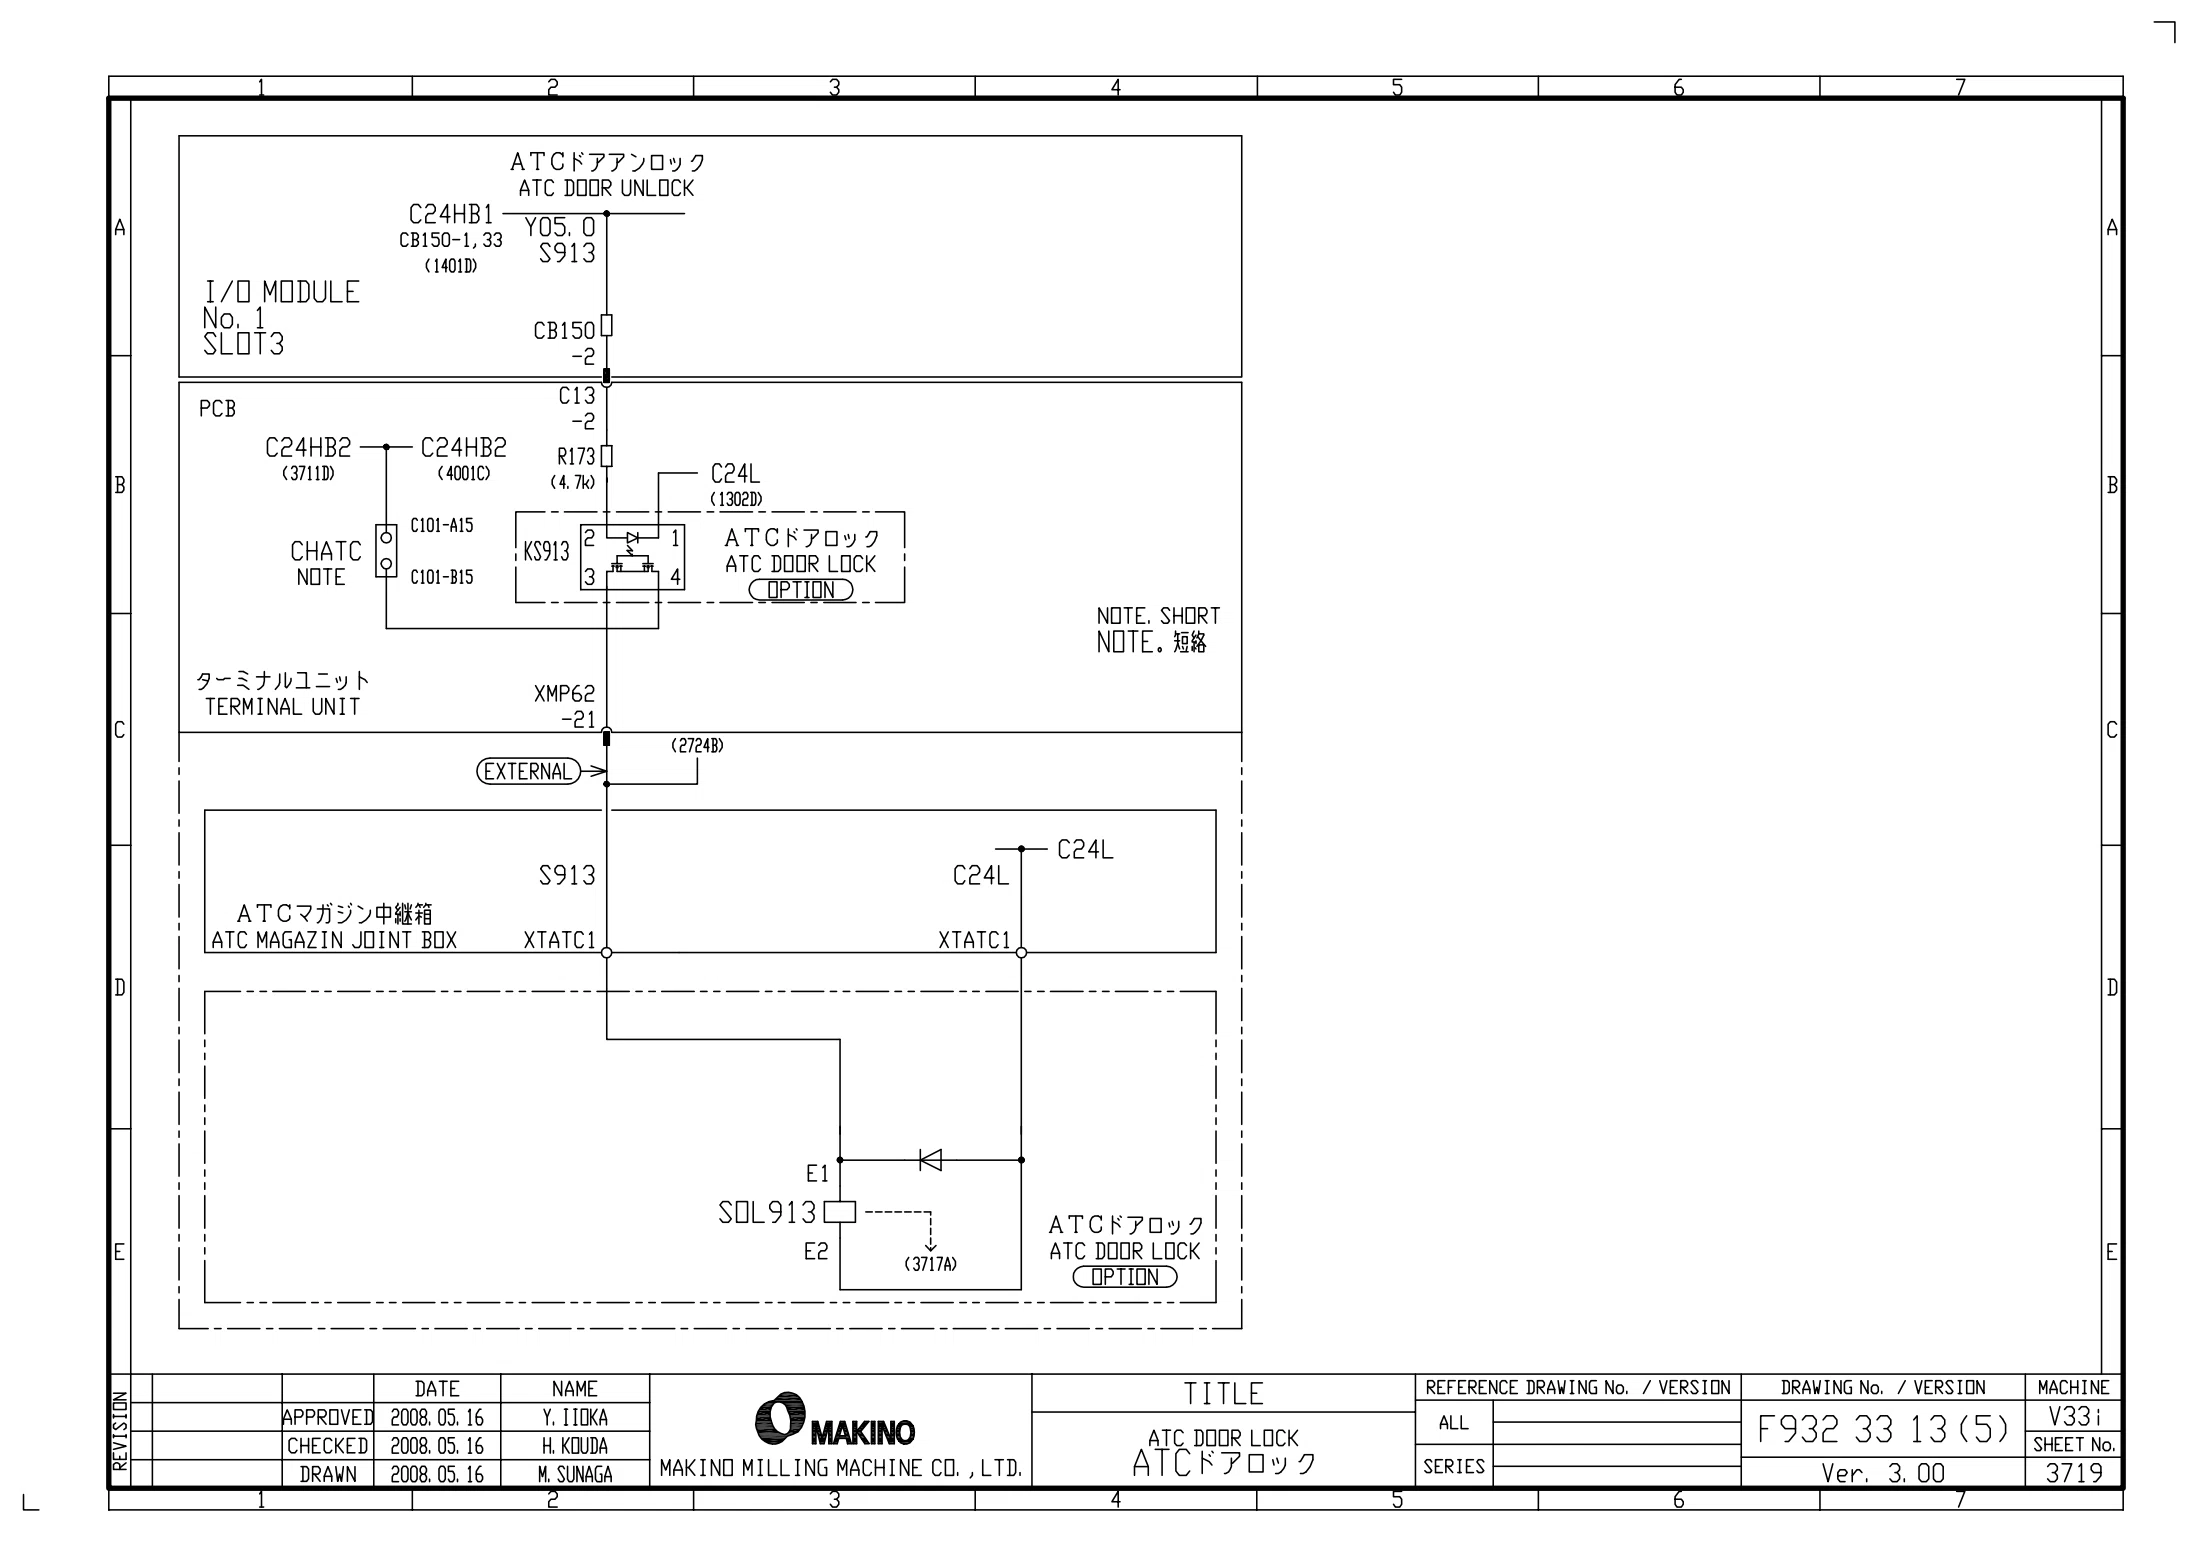 1 2 3 4 5 6 7
A
B
C
D
E
A
B
C
D
E
ATCドアアンロック
ATC DOOR UNLOCK
C24HB1
CB150-1,33
(1401D)
Y05.0
S913
I/O MODULE
No.1
SLOT3
CB150
-2
PCB
C13
-2
C24HB2
(3711D)
C24HB2
(4001C)
R173
(4.7k)
C24L
(1302D)
CHATC
NOTE
C101-A15
C101-B15
KS913
2 1
3 4
ATCドアロック
ATC DOOR LOCK
OPTION
NOTE. SHORT
NOTE。短絡
ターミナルユニット
TERMINAL UNIT
XMP62
-21
EXTERNAL
(2724B)
S913
C24L
C24L
ATCマガジン中継箱
ATC MAGAZIN JOINT BOX
XTATC1
XTATC1
E1
SOL913
E2
(3717A)
ATCドアロック
ATC DOOR LOCK
OPTION
REVISION
DATE NAME
APPROVED 2008.05.16 Y.IIOKA
CHECKED 2008.05.16 H.KOUDA
DRAWN 2008.05.16 M.SUNAGA
MAKINO
MAKINO MILLING MACHINE CO.,LTD.
TITLE
ATC DOOR LOCK
ATCドアロック
REFERENCE DRAWING No. / VERSION
ALL
SERIES
DRAWING No. / VERSION
F932 33 13(5)
Ver. 3.00
MACHINE
V33i
SHEET No.
3719
1 2 3 4 5 6 7